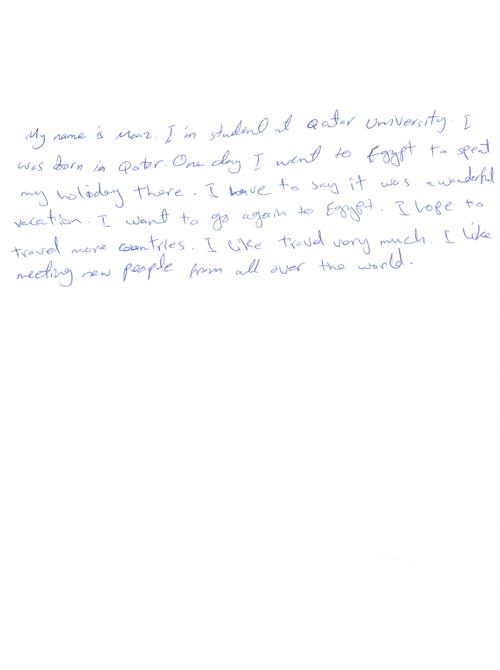 My name is Moaz. I'm student at Qatar University. I
was born in Qatar. One day I went to Egypt to spent
my holiday there. I have to say it was a wonderful
vacation. I want to go again to Egypt. I hope to
travel more countries. I like travel very much. I like
meeting new people from all over the world.